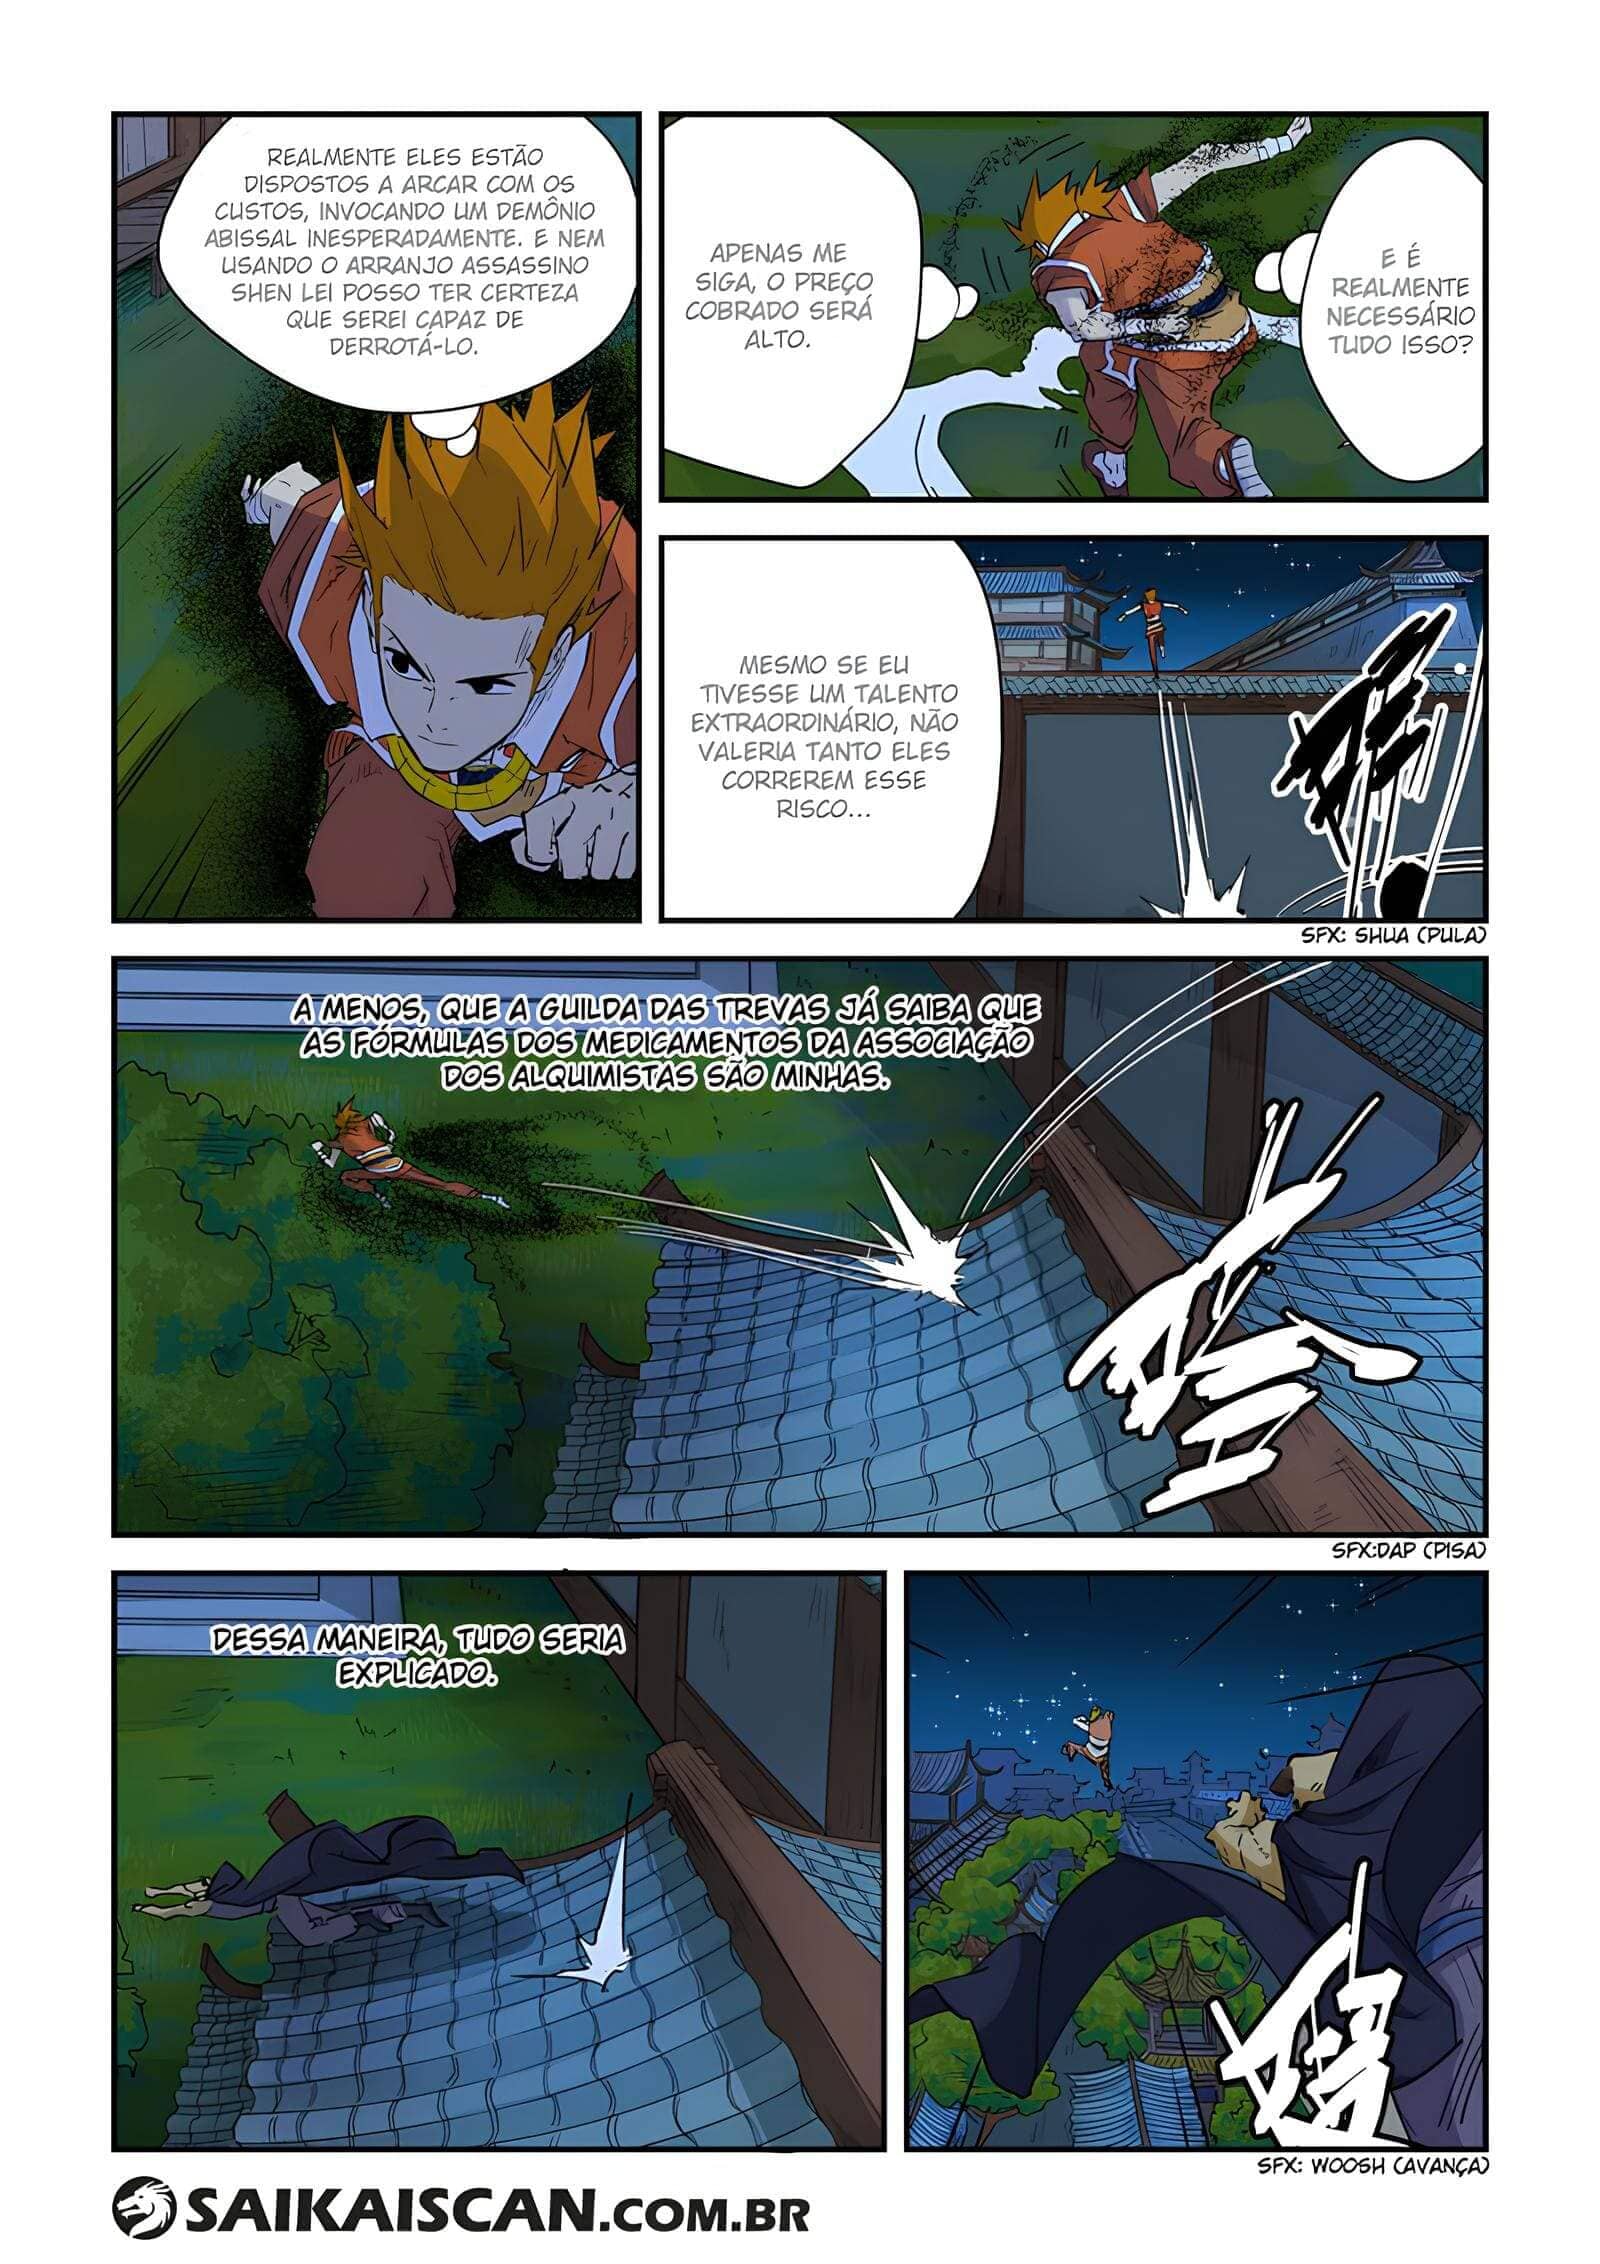 REALMENTE ELES ESTÃO
DISPOSTOS A ARCAR COM OS
CUSTOS, INVOCANDO UM DEMÔNIO
ABISSAL INESPERADAMENTE. E NEM
USANDO O ARRANJO ASSASSINO
SHEN LEI POSSO TER CERTEZA
QUE SEREI CAPAZ DE
DERROTÁ-LO.
APENAS ME
SIGA, O PREÇO
COBRADO SERÁ
ALTO.
E É
REALMENTE
NECESSÁRIO
TUDO ISSO?
MESMO SE EU
TIVESSE UM TALENTO
EXTRAORDINÁRIO, NÃO
VALERIA TANTO ELES
CORREREM ESSE
RISCO...
SFX: SHUA (PULA)
A MENOS, QUE A GUILDA DAS TREVAS JÁ SAIBA QUE
AS FÓRMULAS DOS MEDICAMENTOS DA ASSOCIAÇÃO
DOS ALQUIMISTAS SÃO MINHAS.
SFX:DAP (PISA)
DESSA MANEIRA, TUDO SERIA
EXPLICADO.
SFX: WOOSH (AVANÇA)
SAIKAISCAN.COM.BR